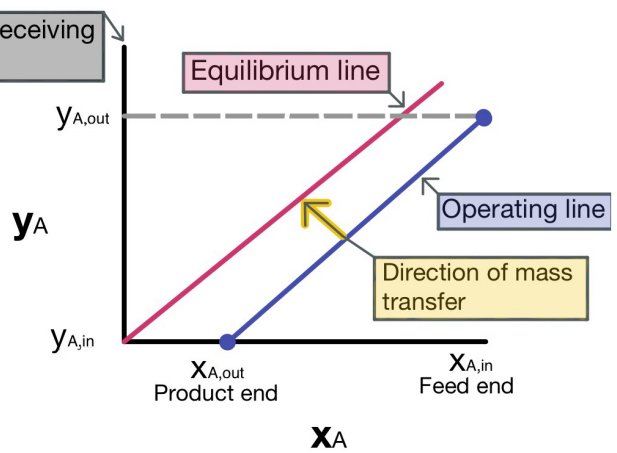 eceiving
Equilibrium line
yA,out
Operating line
yA
Direction of mass
transfer
yA,in
xA,out
Product end
xA,in
Feed end
xA